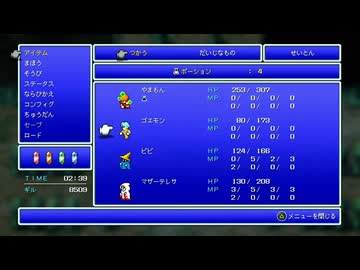 アイテム
まほう
そうび
ステータス
ならびかえ
コンフィグ
ちゅうだん
セーブ
ロード
TIME 02:39
ギル 8509
つかう だいじなもの せいとん
ポーション : 4
やまもん HP 253/ 307
MP 0/ 0/ 0/ 0
0/ 0/ 0/ 0
ゴエモン HP 80/ 173
MP 0/ 0/ 0/ 0
0/ 0/ 0/ 0
ビビ HP 124/ 166
MP 0/ 5/ 2/ 3
2/ 0/ 0/ 0
マザーテレサ HP 130/ 208
MP 3/ 5/ 3/ 3
2/ 0/ 0/ 0
メニューを閉じる